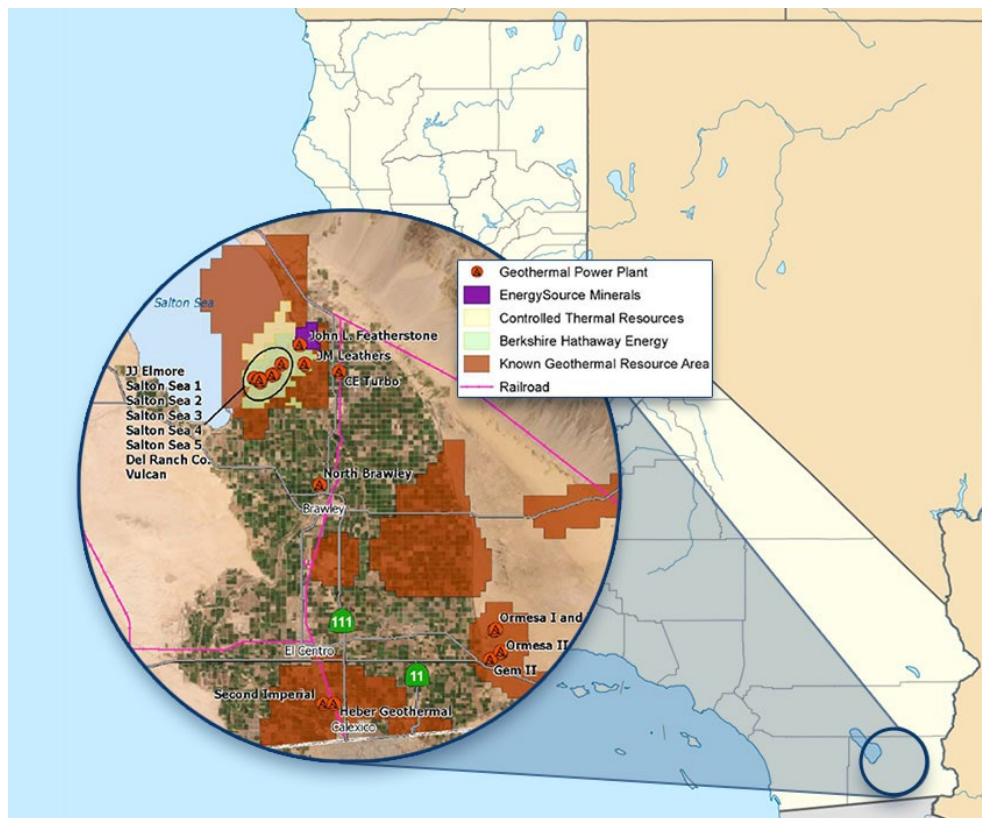 Geothermal Power Plant
EnergySource Minerals
Controlled Thermal Resources
Berkshire Hathaway Energy
Known Geothermal Resource Area
Railroad
Salton Sea
John L. Featherstone
JM Leathers
CE Turbo
JJ Elmore
Salton Sea 1
Salton Sea 2
Salton Sea 3
Salton Sea 4
Salton Sea 5
Del Ranch Co.
Vulcan
North Brawley
Brawley
111
Ormesa I and
El Centro
Ormesa II
Gem II
11
Second Imperial
Heber Geothermal
Calexico